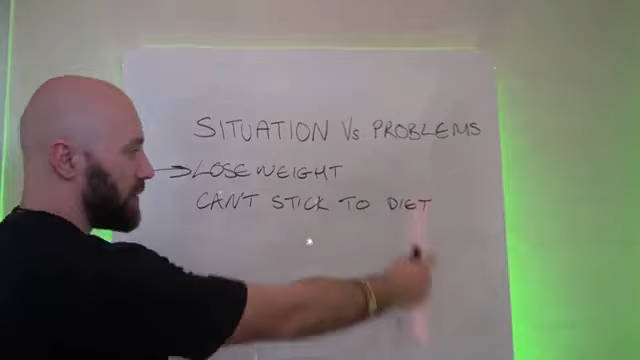 SITUATION Vs PROBLEMS
LOSE WEIGHT
CAN'T STICK TO DIET